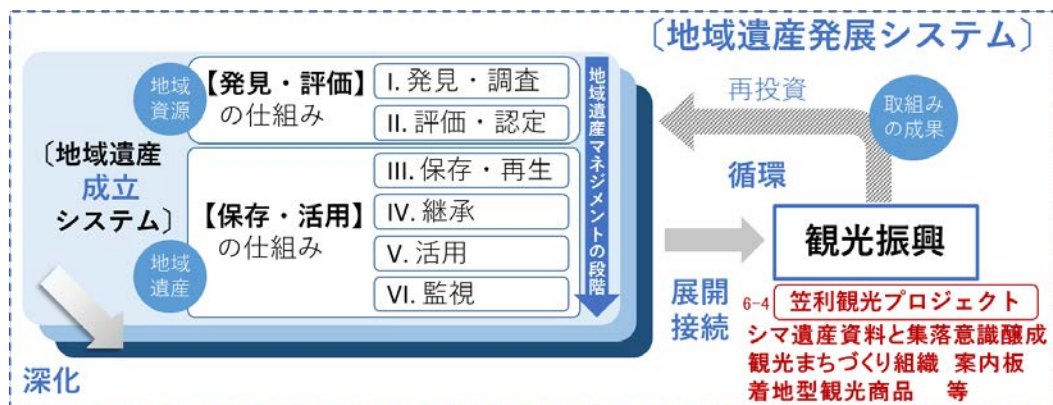 〔地域遺産発展システム〕
地域
資源
【発見・評価】
の仕組み
I. 発見・調査
II. 評価・認定
〔地域遺産
成立
システム〕
地域
遺産
【保存・活用】
の仕組み
III. 保存・再生
IV. 継承
V. 活用
VI. 監視
地域遺産マネジメントの段階
深化
再投資
取組み
の成果
循環
展開
接続
観光振興
6-4 笠利観光プロジェクト
シマ遺産資料と集落意識醸成
観光まちづくり組織 案内板
着地型観光商品 等